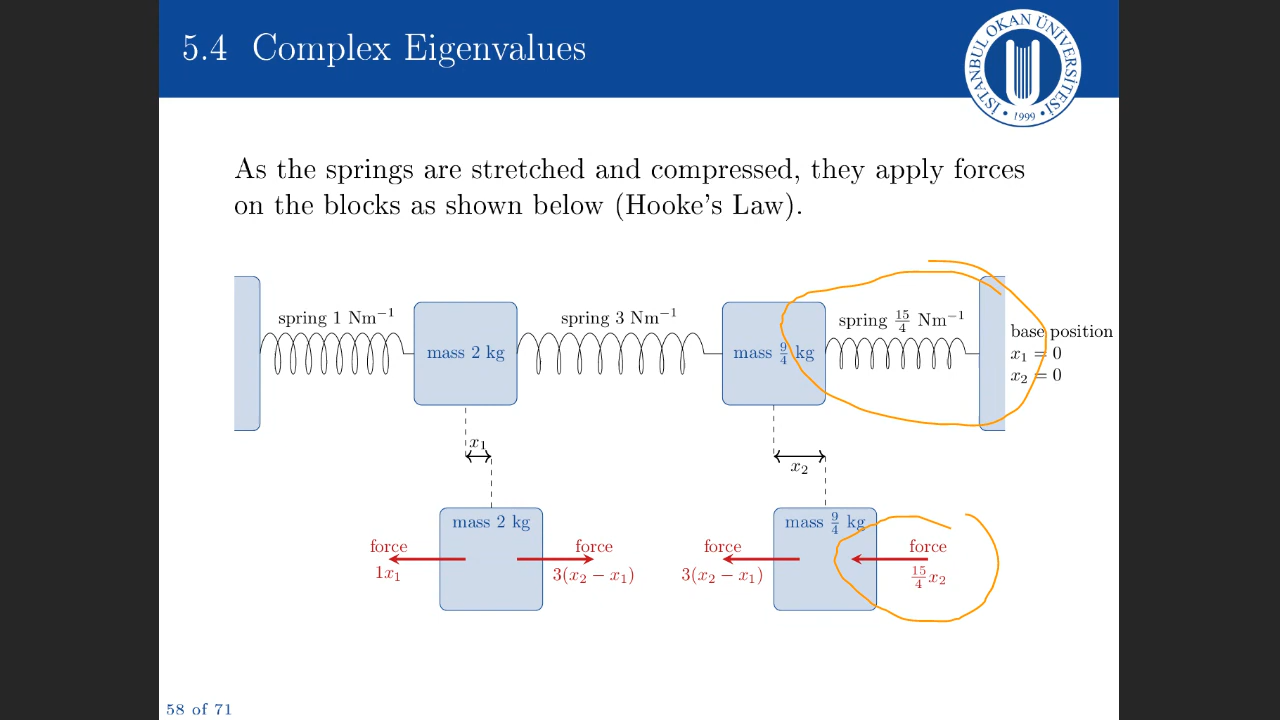 5.4 Complex Eigenvalues
İSTANBUL OKAN ÜNİVERSİTESİ
• 1999 •
As the springs are stretched and compressed, they apply forces
on the blocks as shown below (Hooke's Law).
spring 1 Nm⁻¹
spring 3 Nm⁻¹
spring 15/4 Nm⁻¹
mass 2 kg
mass 9/4 kg
base position
x₁ = 0
x₂ = 0
x₁
x₂
mass 2 kg
mass 9/4 kg
force
1x₁
force
3(x₂ − x₁)
force
3(x₂ − x₁)
force
15/4 x₂
58 of 71